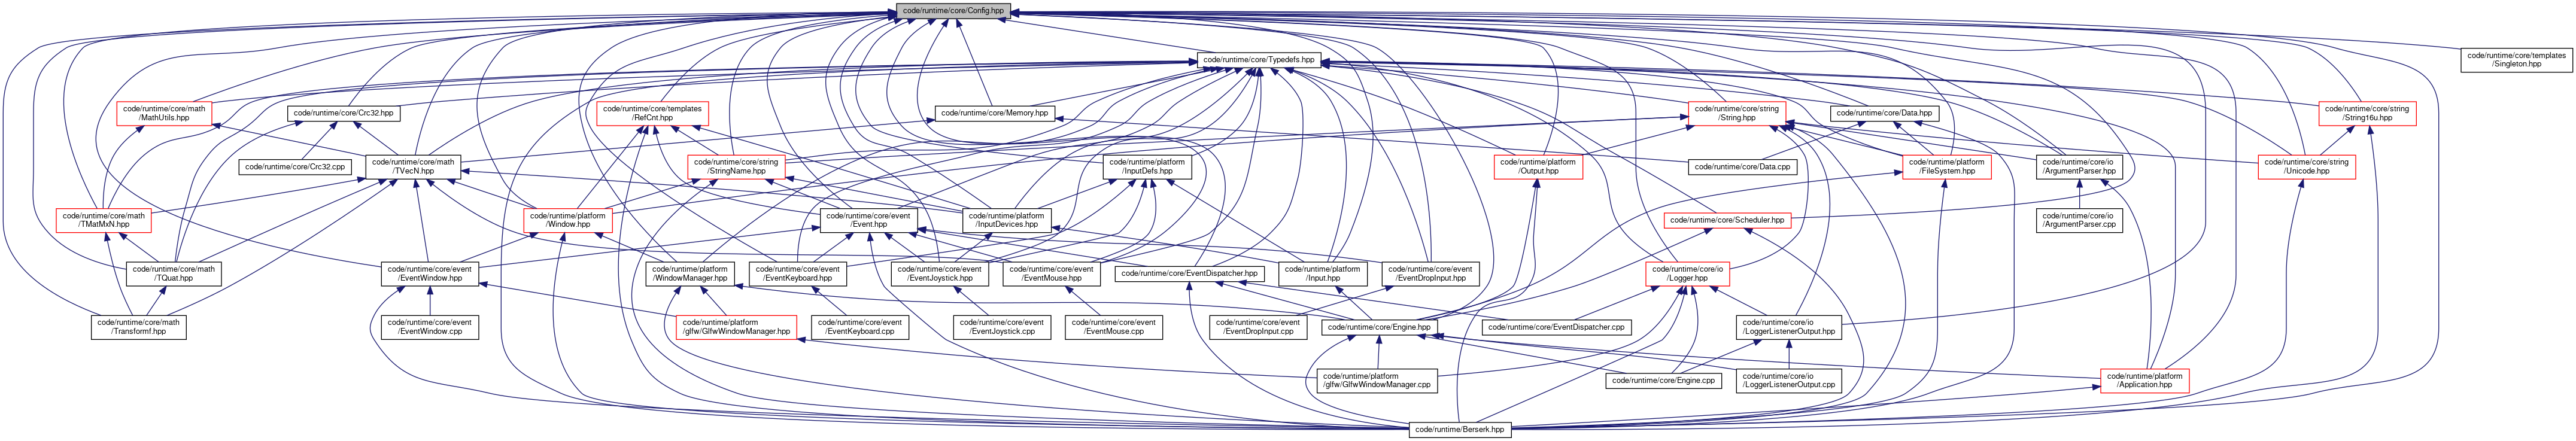 code/runtime/core/Config.hpp
code/runtime/core/Typedefs.hpp
code/runtime/core/templates
/Singleton.hpp
code/runtime/core/math
/MathUtils.hpp
code/runtime/core/Crc32.hpp
code/runtime/core/templates
/RefCnt.hpp
code/runtime/core/Memory.hpp
code/runtime/core/string
/String.hpp
code/runtime/core/Data.hpp
code/runtime/core/string
/String16u.hpp
code/runtime/core/Crc32.cpp
code/runtime/core/math
/TVecN.hpp
code/runtime/core/string
/StringName.hpp
code/runtime/platform
/InputDefs.hpp
code/runtime/platform
/Output.hpp
code/runtime/core/Data.cpp
code/runtime/platform
/FileSystem.hpp
code/runtime/core/io
/ArgumentParser.hpp
code/runtime/core/string
/Unicode.hpp
code/runtime/core/math
/TMatMxN.hpp
code/runtime/platform
/Window.hpp
code/runtime/core/event
/Event.hpp
code/runtime/platform
/InputDevices.hpp
code/runtime/core/Scheduler.hpp
code/runtime/core/io
/ArgumentParser.cpp
code/runtime/core/math
/TQuat.hpp
code/runtime/core/event
/EventWindow.hpp
code/runtime/platform
/WindowManager.hpp
code/runtime/core/event
/EventKeyboard.hpp
code/runtime/core/event
/EventJoystick.hpp
code/runtime/core/event
/EventMouse.hpp
code/runtime/core/EventDispatcher.hpp
code/runtime/platform
/Input.hpp
code/runtime/core/event
/EventDropInput.hpp
code/runtime/core/io
/Logger.hpp
code/runtime/core/math
/Transformf.hpp
code/runtime/core/event
/EventWindow.cpp
code/runtime/platform
/glfw/GlfwWindowManager.hpp
code/runtime/core/event
/EventKeyboard.cpp
code/runtime/core/event
/EventJoystick.cpp
code/runtime/core/event
/EventMouse.cpp
code/runtime/core/event
/EventDropInput.cpp
code/runtime/core/Engine.hpp
code/runtime/core/EventDispatcher.cpp
code/runtime/core/io
/LoggerListenerOutput.hpp
code/runtime/platform
/glfw/GlfwWindowManager.cpp
code/runtime/core/Engine.cpp
code/runtime/core/io
/LoggerListenerOutput.cpp
code/runtime/platform
/Application.hpp
code/runtime/Berserk.hpp